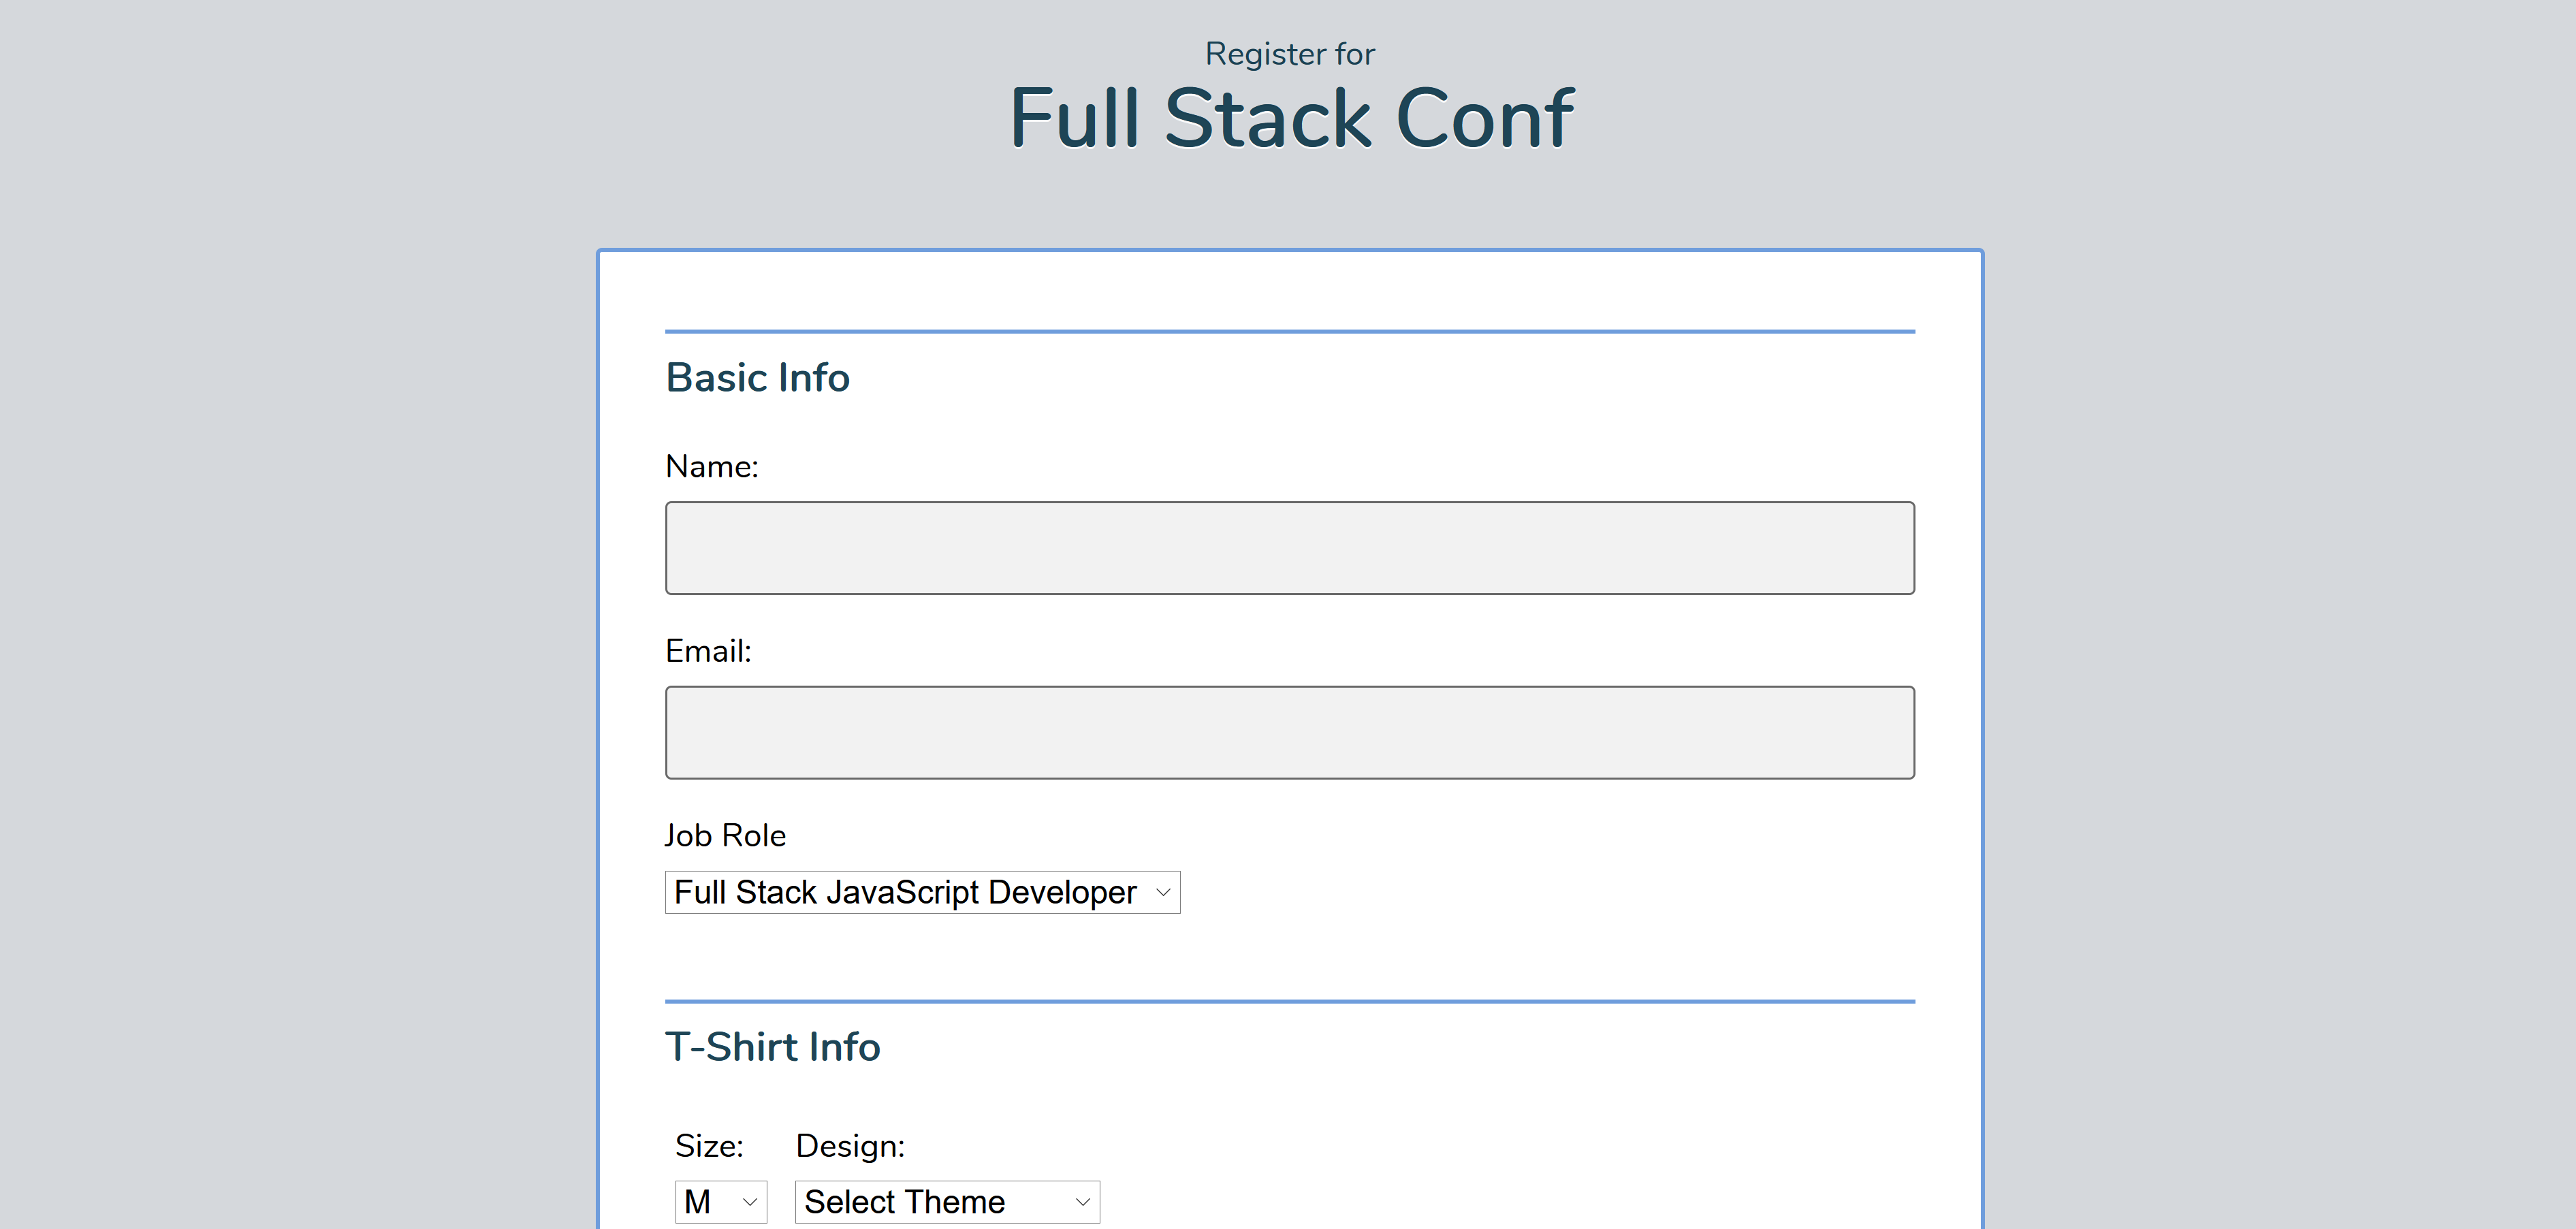 Register for
Full Stack Conf
Basic Info
Name:
Email:
Job Role
Full Stack JavaScript Developer
T-Shirt Info
Size: Design:
M Select Theme